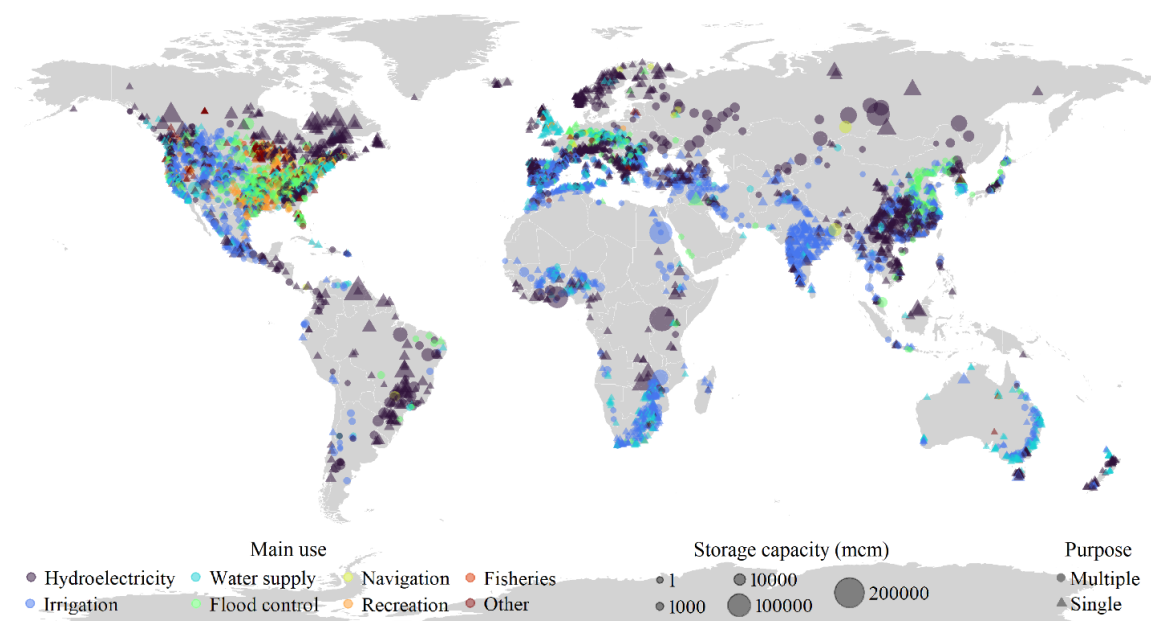 Main use
Hydroelectricity Water supply Navigation Fisheries
Irrigation Flood control Recreation Other
Storage capacity (mcm)
1 10000 200000
1000 100000
Purpose
Multiple
Single